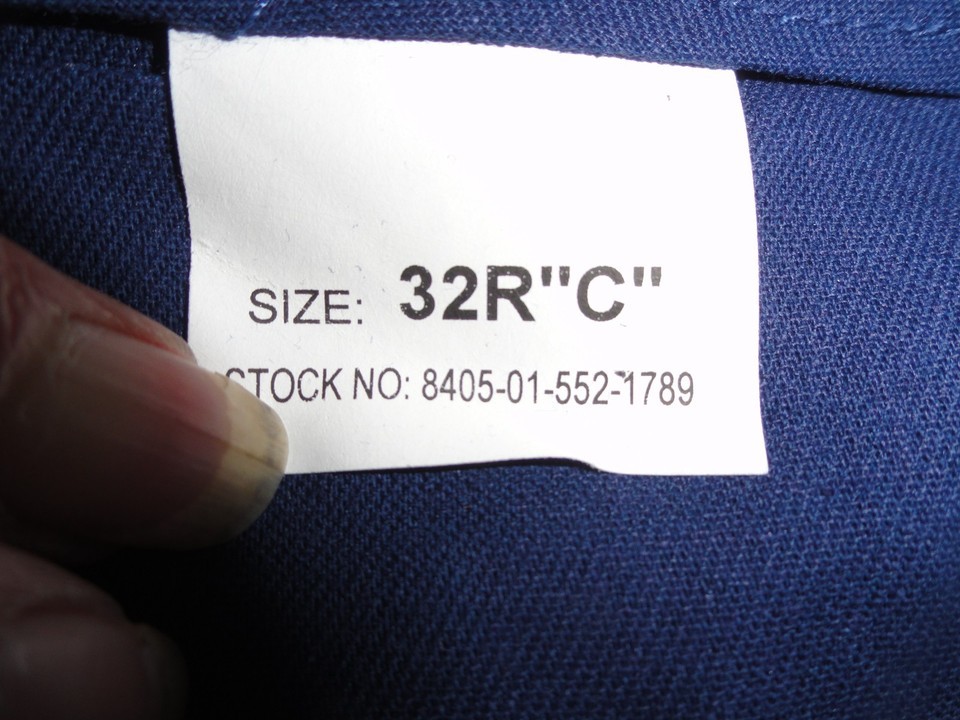 SIZE: 32R"C"
STOCK NO: 8405-01-552-1789